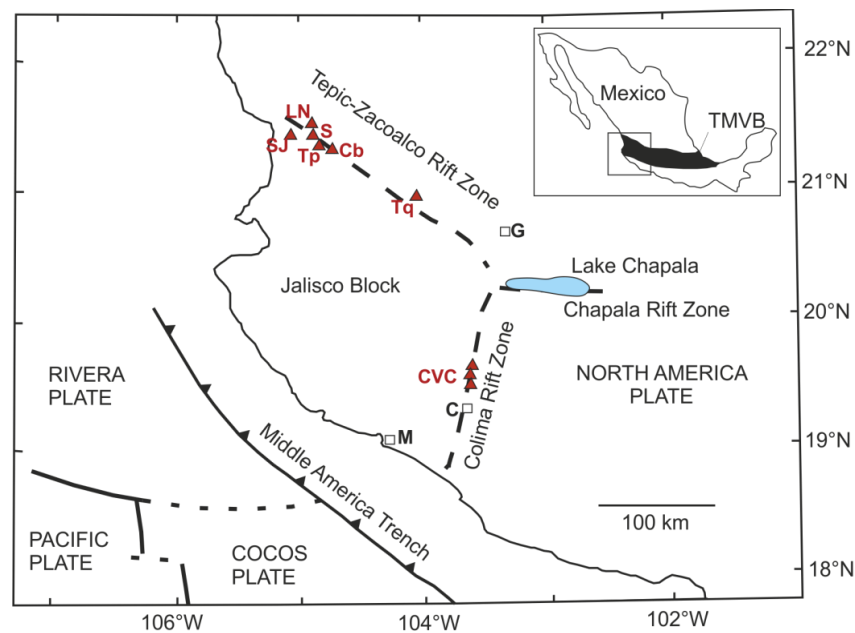 22°N
Tepic-Zacoalco Rift Zone
Mexico
TMVB
LN
S
SJ
Tp
Cb
21°N
Tq
G
Jalisco Block
Lake Chapala
20°N
Chapala Rift Zone
RIVERA
PLATE
CVC
Colima Rift Zone
NORTH AMERICA
PLATE
C
M
19°N
Middle America Trench
100 km
PACIFIC
PLATE
COCOS
PLATE
18°N
106°W
104°W
102°W